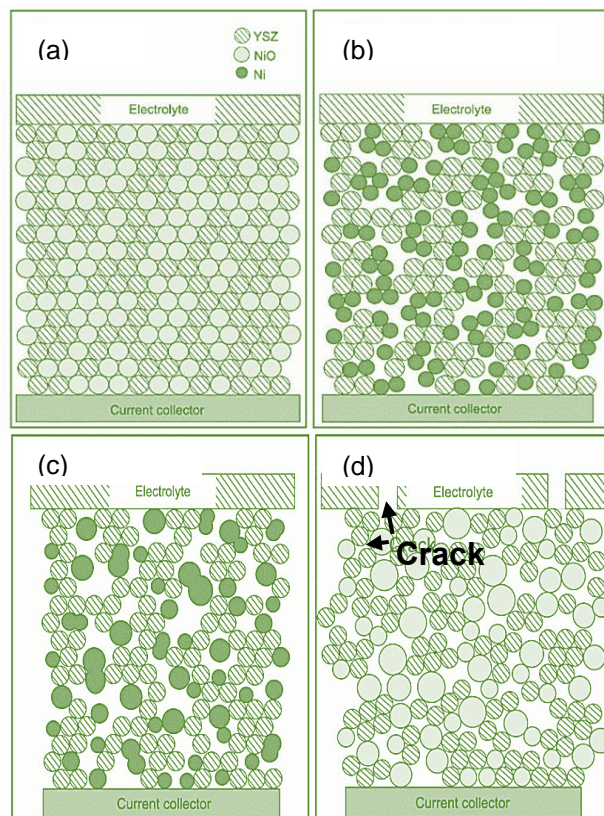 (a)
YSZ
NiO
Ni
Electrolyte
Current collector
(b)
Electrolyte
Current collector
(c)
Electrolyte
Current collector
(d)
Electrolyte
Crack
Current collector